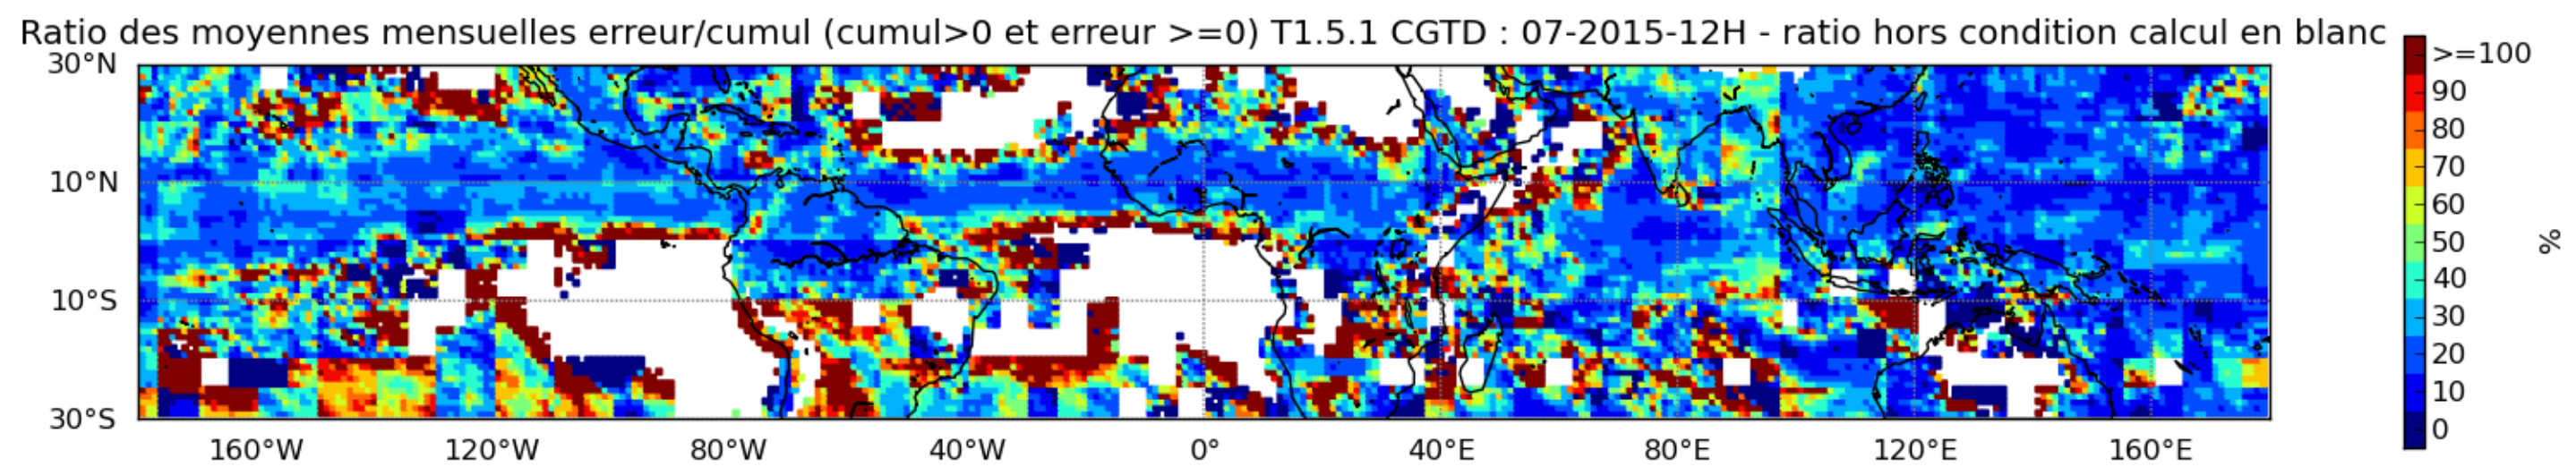 Ratio des moyennes mensuelles erreur/cumul (cumul>0 et erreur >=0) T1.5.1 CGTD : 07-2015-12H - ratio hors condition calcul en blanc
30°N
10°N
10°S
30°S
160°W 120°W 80°W 40°W 0° 40°E 80°E 120°E 160°E
>=100
90
80
70
60
50
40
30
20
10
0
%